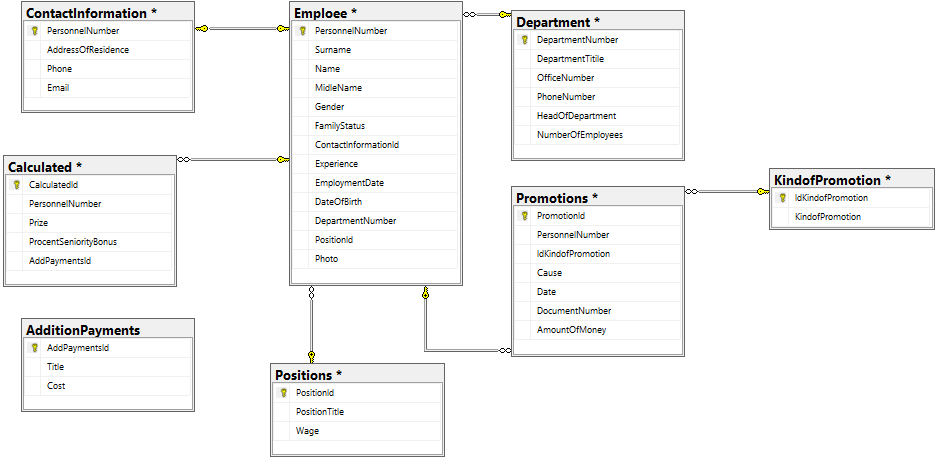 ContactInformation *
PersonnelNumber
AddressOfResidence
Phone
Email
Emploee *
PersonnelNumber
Surname
Name
MidleName
Gender
FamilyStatus
ContactInformationId
Experience
EmploymentDate
DateOfBirth
DepartmentNumber
PositionId
Photo
Department *
DepartmentNumber
DepartmentTitile
OfficeNumber
PhoneNumber
HeadOfDepartment
NumberOfEmployees
Calculated *
CalculatedId
PersonnelNumber
Prize
ProcentSeniorityBonus
AddPaymentsId
Promotions *
PromotionId
PersonnelNumber
IdKindofPromotion
Cause
Date
DocumentNumber
AmountOfMoney
KindofPromotion *
IdKindofPromotion
KindofPromotion
AdditionPayments
AddPaymentsId
Title
Cost
Positions *
PositionId
PositionTitle
Wage